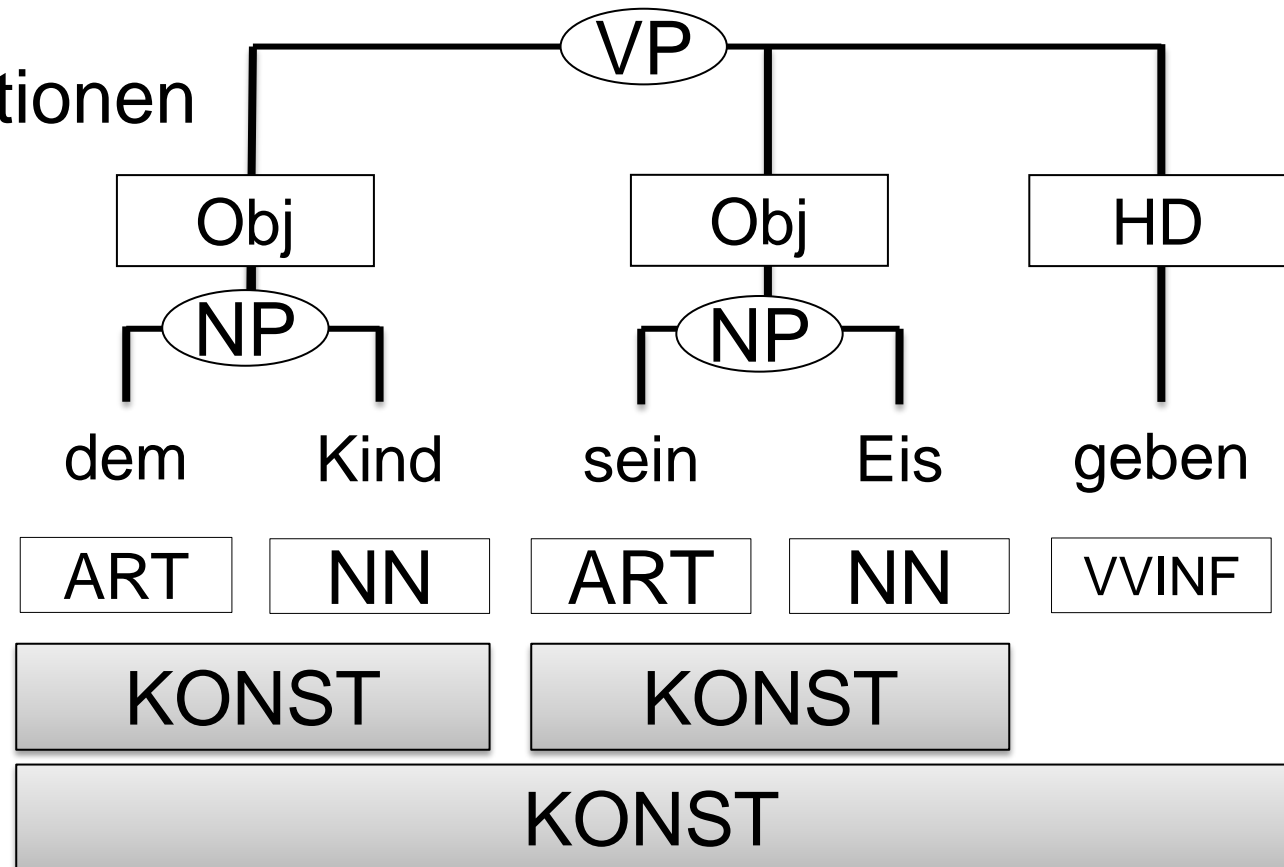 VP
tionen
Obj Obj HD
NP NP
dem Kind sein Eis geben
ART NN ART NN VVINF
KONST KONST
KONST